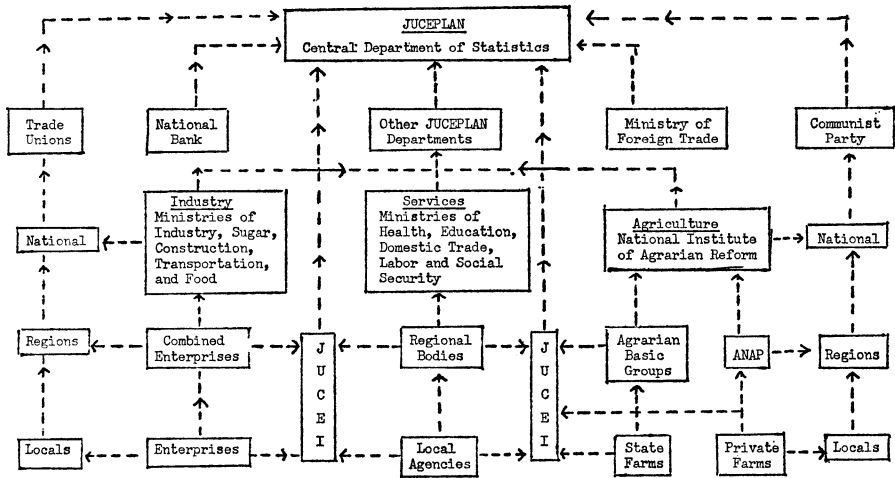 JUCEPLAN
Central Department of Statistics
Trade
Unions
National
Bank
Other JUCEPLAN
Departments
Ministry of
Foreign Trade
Communist
Party
Industry
Ministries of
Industry, Sugar,
Construction,
Transportation,
and Food
Services
Ministries of
Health, Education,
Domestic Trade,
Labor and Social
Security
Agriculture
National Institute
of Agrarian Reform
National
National
Regions
Combined
Enterprises
J
U
C
E
I
Regional
Bodies
J
U
C
E
I
Agrarian
Basic
Groups
ANAP
Regions
Locals
Enterprises
Local
Agencies
State
Farms
Private
Farms
Locals